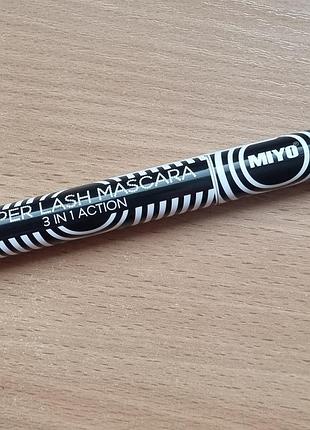 PER LASH MASCARA
3 IN 1 ACTION
MIYO